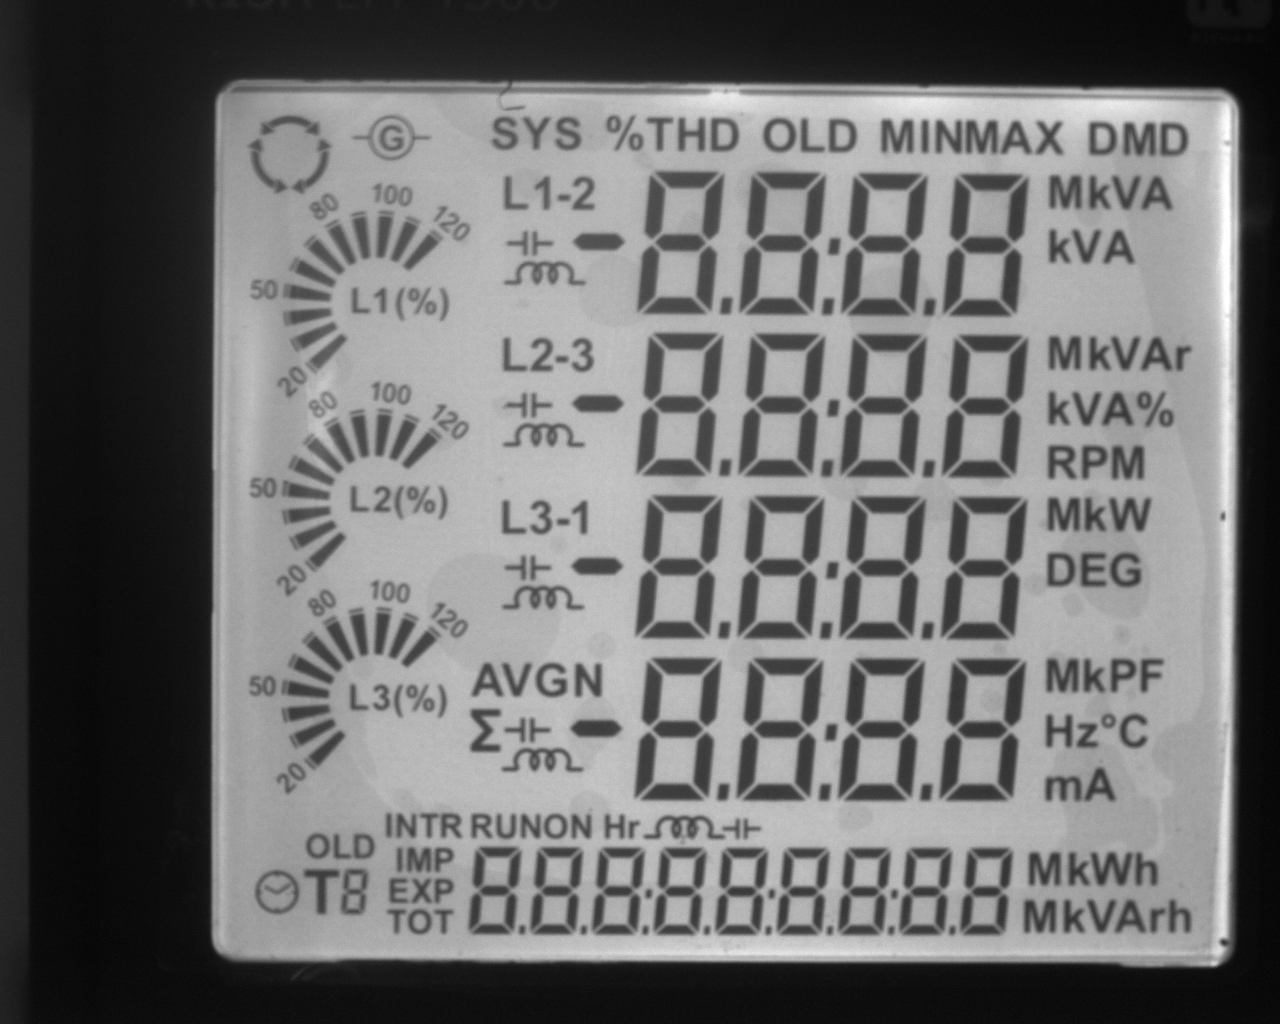 G SYS %THD OLD MINMAX DMD
L1-2 8.8:8.8 MkVA
kVA
80 100 120
50 L1(%)
20
L2-3 8.8:8.8 MkVAr
kVA%
RPM
80 100 120
50 L2(%)
20
L3-1 8.8:8.8 MkW
DEG
80 100 120
50 L3(%)
20
AVGN 8.8:8.8 MkPF
Σ Hz°C
mA
INTR RUNON Hr
OLD IMP 8.8.8:8.8:8.8:8.8 MkWh
T8 EXP
TOT MkVArh